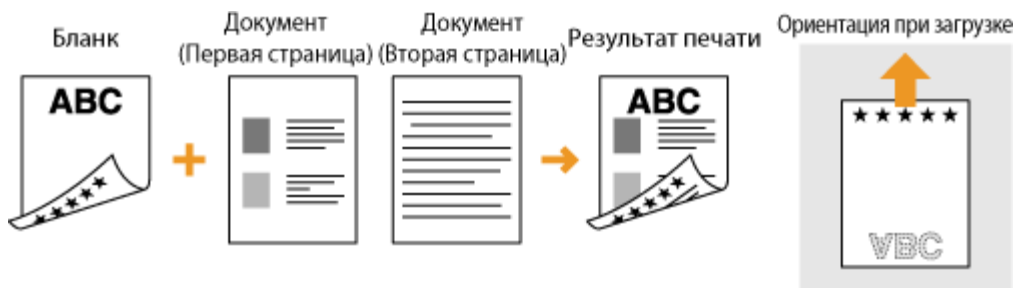 Бланк
ABC
Документ
(Первая страница)
Документ
(Вторая страница)
Результат печати
ABC
Ориентация при загрузке
ABC